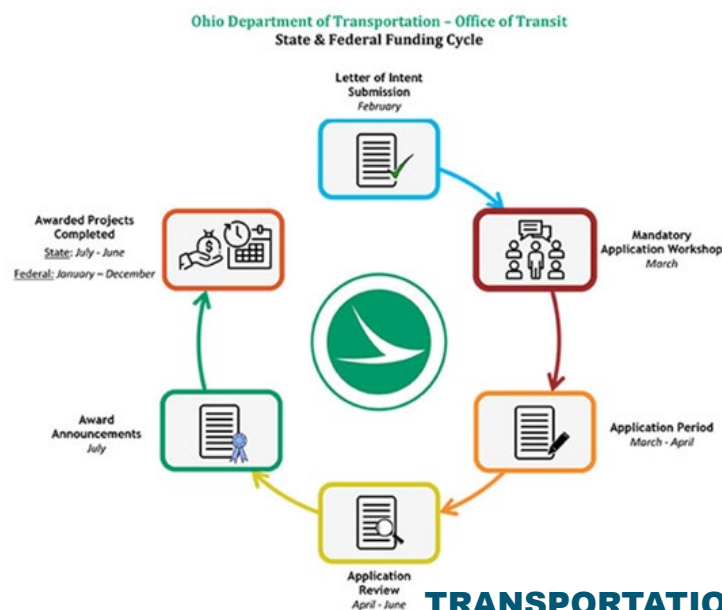 Ohio Department of Transportation – Office of Transit
State & Federal Funding Cycle
Letter of Intent
Submission
February
Mandatory
Application Workshop
March
Application Period
March - April
Application
Review
April - June
Award
Announcements
July
Awarded Projects
Completed
State: July - June
Federal: January – December
TRANSPORTATIO